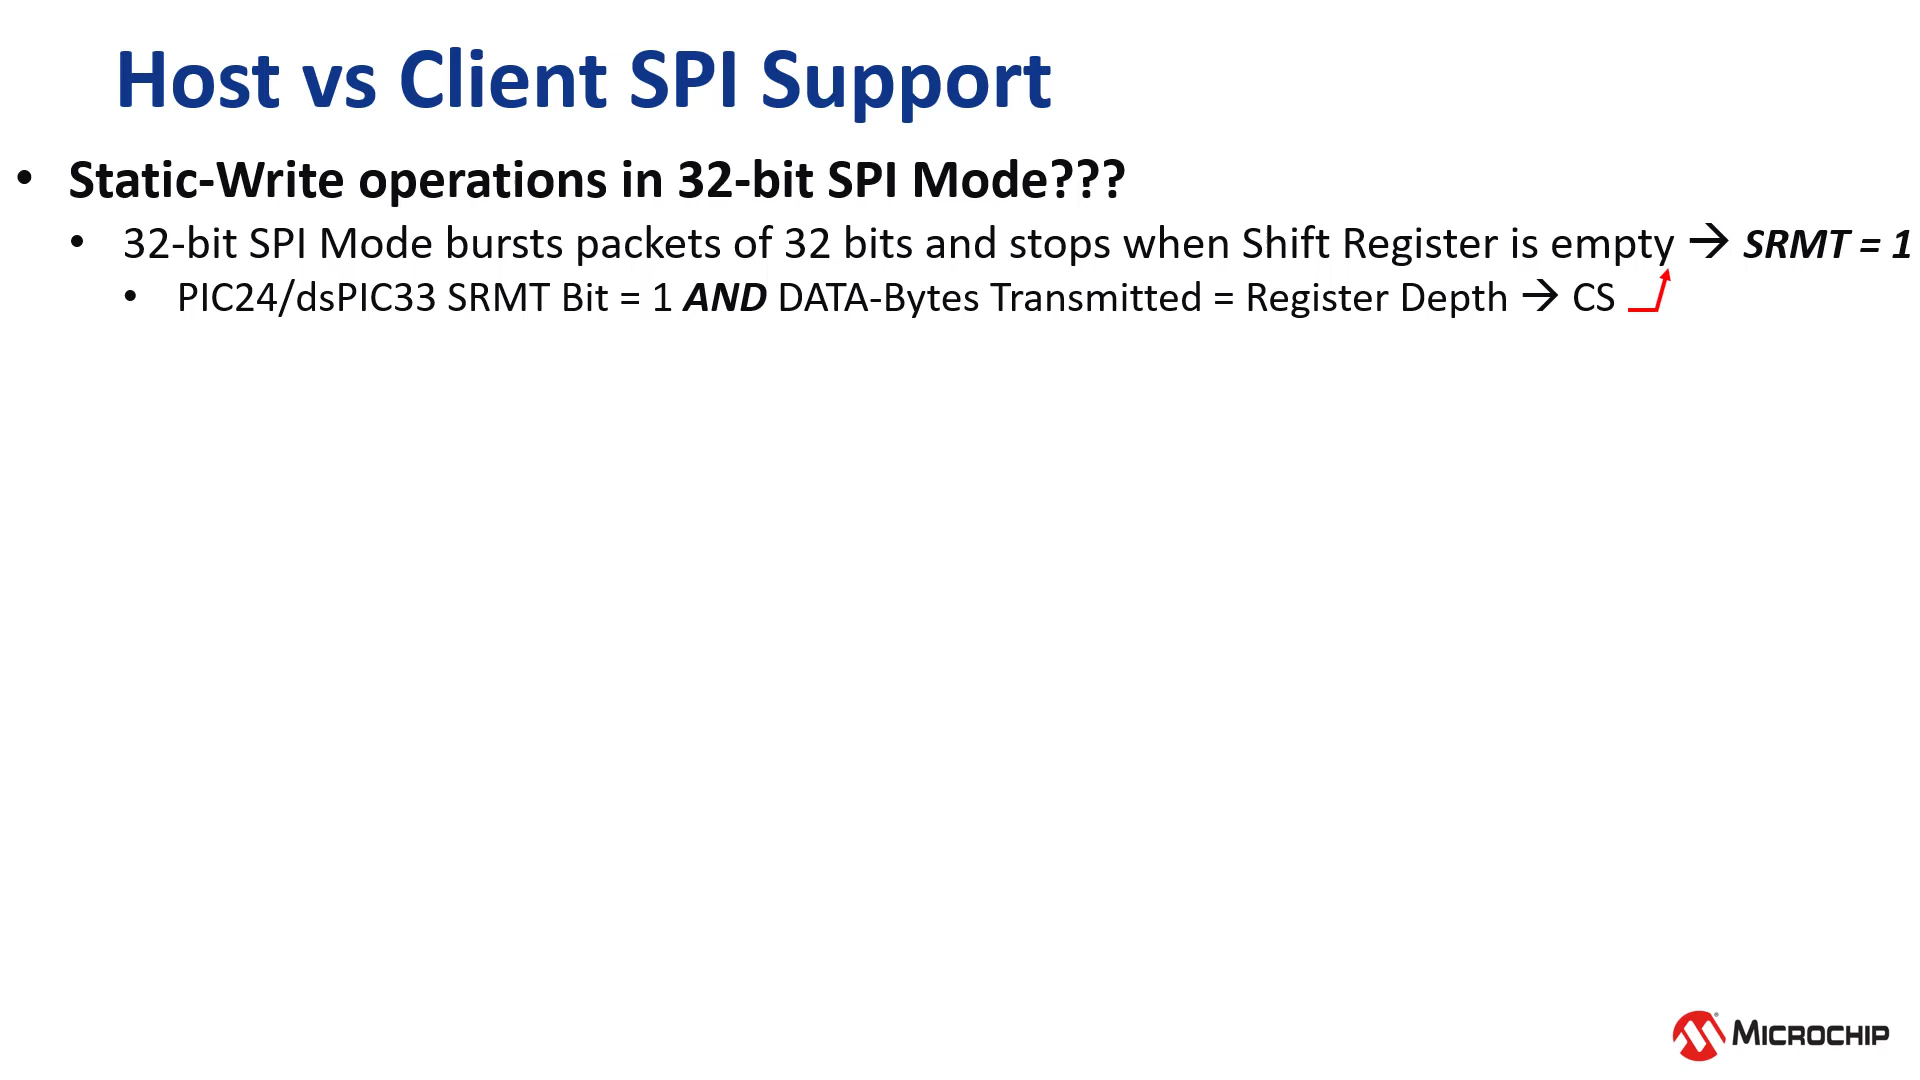 Host vs Client SPI Support
• Static-Write operations in 32-bit SPI Mode???
• 32-bit SPI Mode bursts packets of 32 bits and stops when Shift Register is empty → SRMT = 1
• PIC24/dsPIC33 SRMT Bit = 1 AND DATA-Bytes Transmitted = Register Depth → CS
MICROCHIP